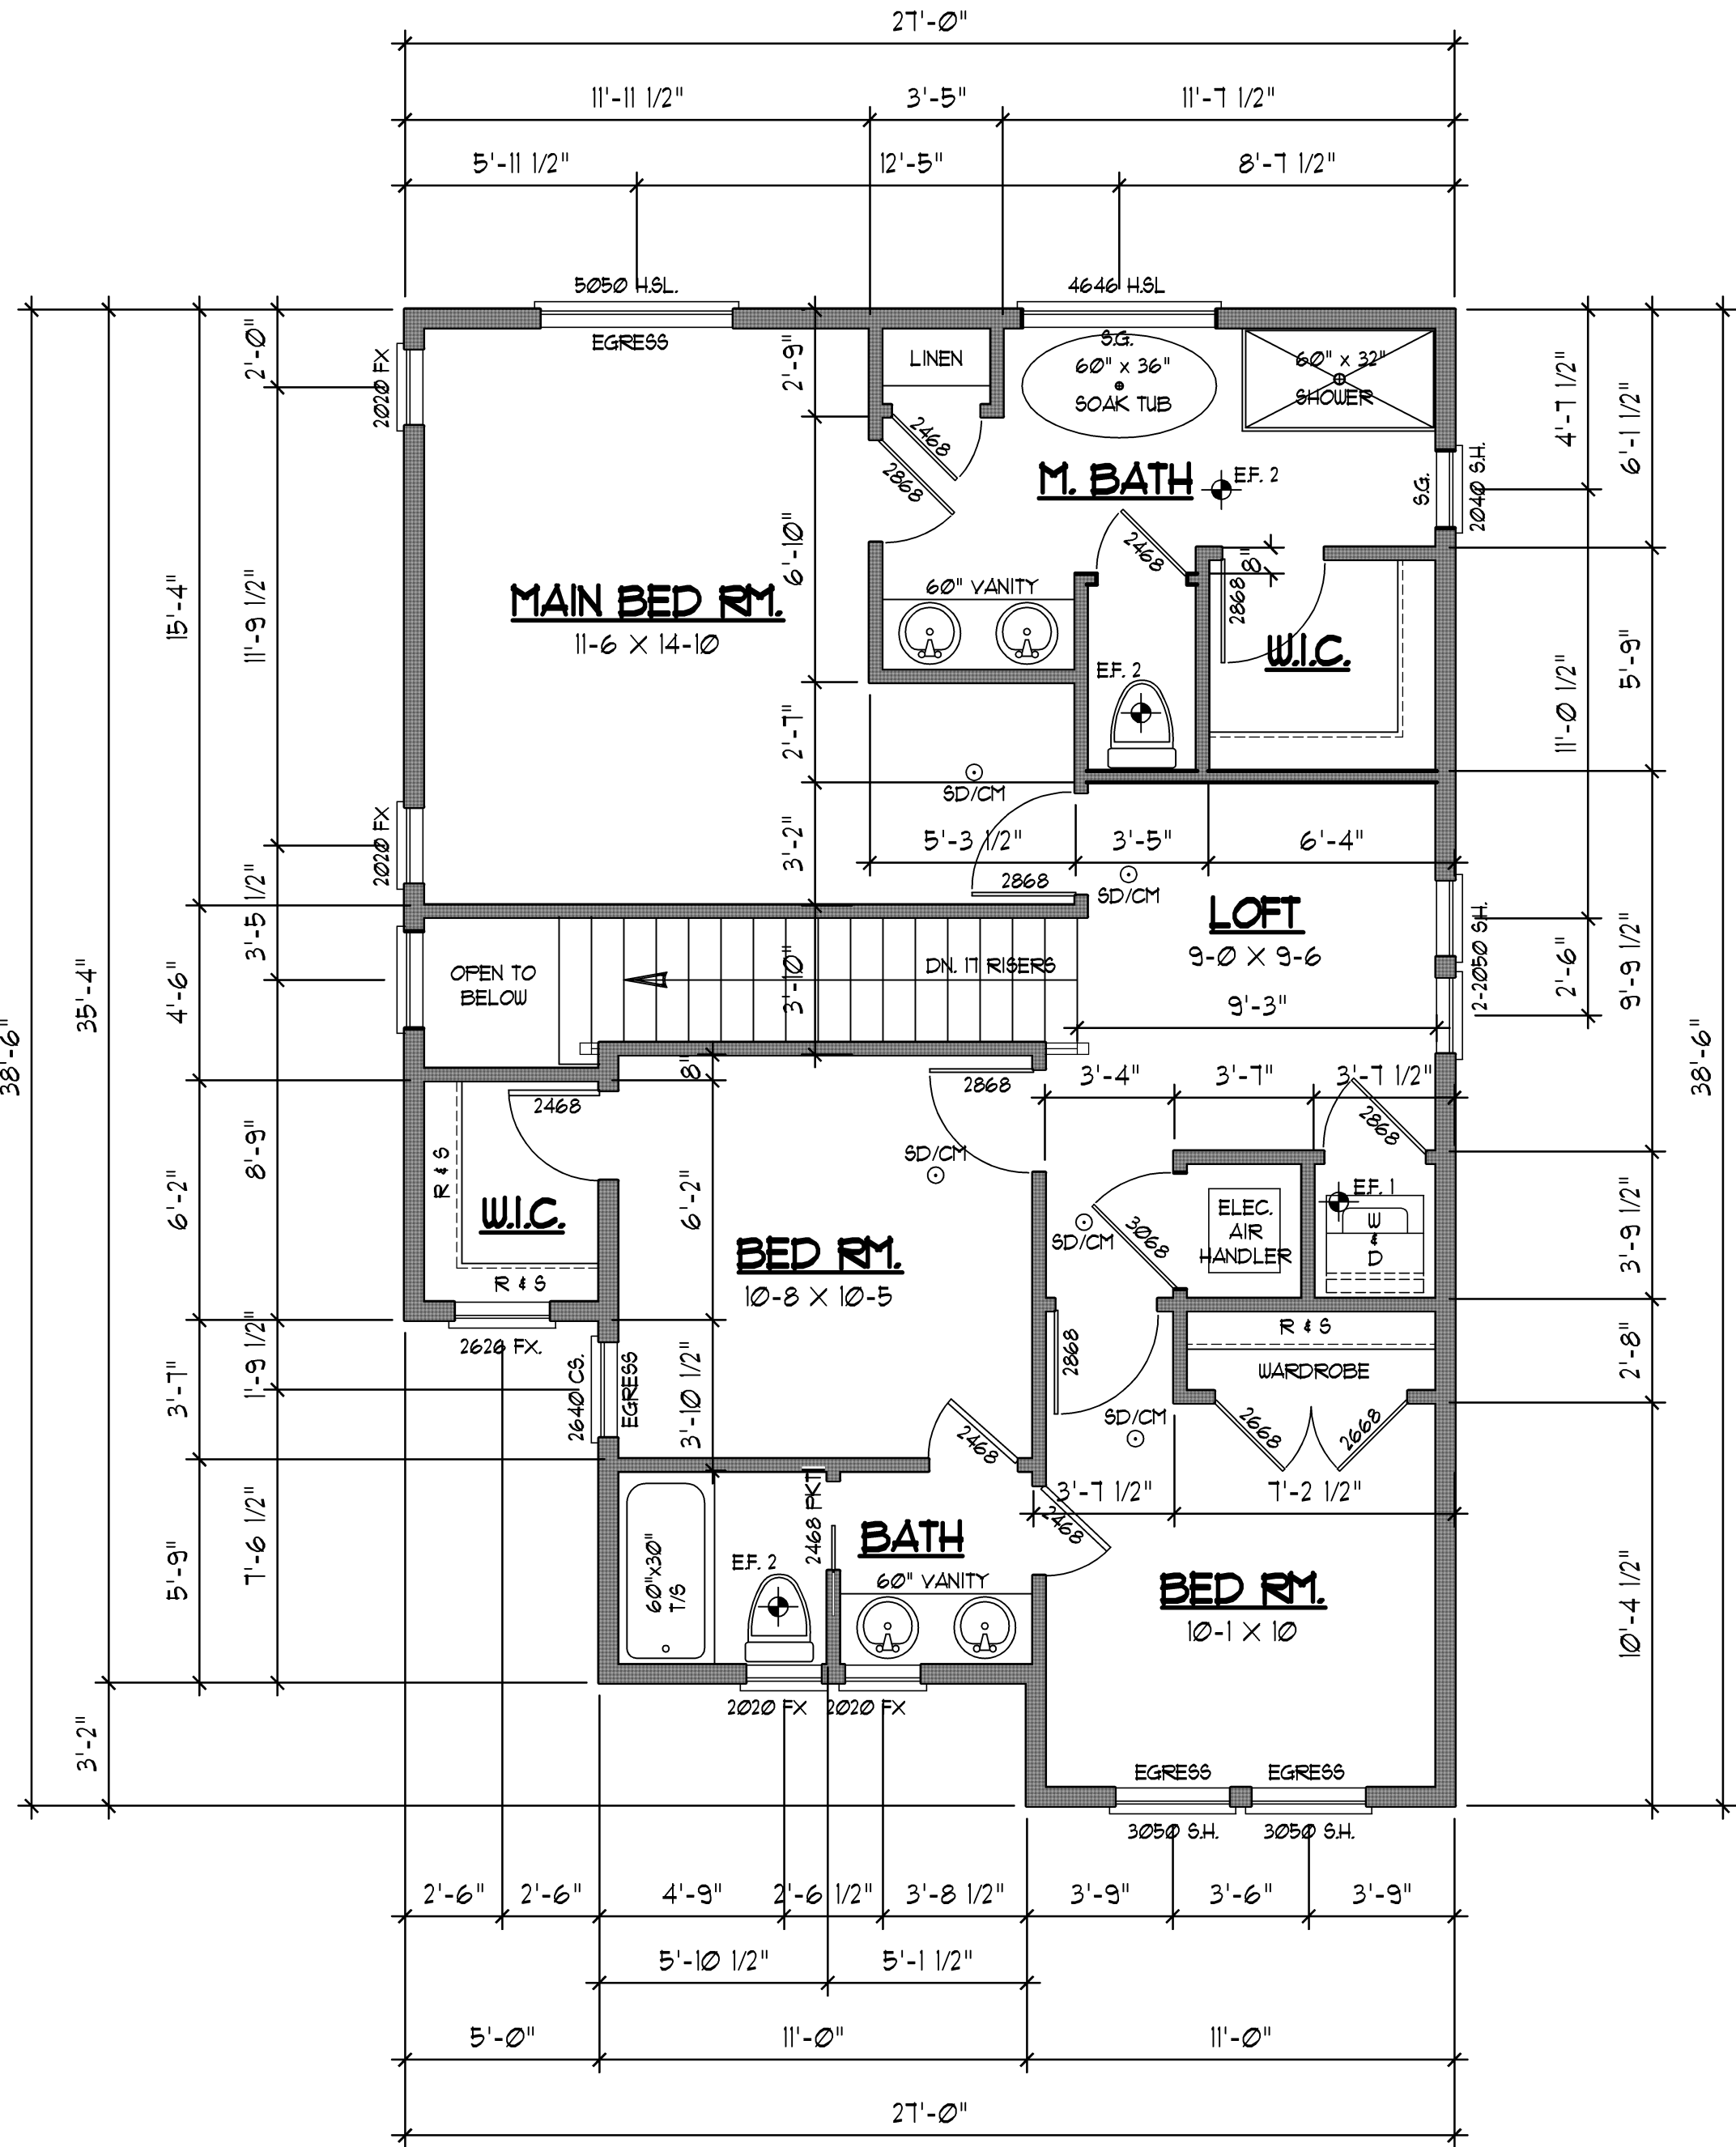 27'-0"
11'-11 1/2" 3'-5" 11'-7 1/2"
5'-11 1/2" 12'-5" 8'-7 1/2"
5050 H.SL. 4646 H.SL
EGRESS
2'-0"
2020 FX
2'-9"
LINEN
S.G.
60" x 36"
SOAK TUB
60" x 32"
SHOWER
4'-7 1/2"
6'-1 1/2"
2468
2868
M. BATH
E.F. 2
S.G.
2040 S.H.
6'-10"
2468
8"
15'-4"
11'-9 1/2"
MAIN BED RM.
11-6 X 14-10
60" VANITY
2868
W.I.C.
E.F. 2
5'-9"
11'-0 1/2"
2'-7"
SD/CM
2020 FX
3'-2"
5'-3 1/2" 3'-5" 6'-4"
2868
SD/CM
LOFT
9-0 X 9-6
3'-5 1/2"
2-2050 S.H.
2'-6"
9'-9 1/2"
38'-6"
35'-4"
4'-6"
OPEN TO
BELOW
3'-10"
DN. 17 RISERS
9'-3"
38'-6"
8"
2868
3'-4" 3'-7" 3'-7 1/2"
2868
2468
8'-9"
R & S
SD/CM
6'-2"
W.I.C.
6'-2"
R & S
BED RM.
10-8 X 10-5
SD/CM
3068
ELEC.
AIR
HANDLER
E.F. 1
W
&
D
3'-9 1/2"
2626 FX.
1'-9 1/2"
3'-7"
2640 CS.
EGRESS
3'-10 1/2"
2868
R & S
WARDROBE
2'-8"
SD/CM
2668
2668
2468
3'-7 1/2" 7'-2 1/2"
2468
2468 PKT
BATH
7'-6 1/2"
5'-9"
60"x30"
T/S
E.F. 2
60" VANITY
BED RM.
10-1 X 10
10'-4 1/2"
2020 FX 2020 FX
3'-2"
EGRESS EGRESS
3050 S.H. 3050 S.H.
2'-6" 2'-6" 4'-9" 2'-6 1/2" 3'-8 1/2" 3'-9" 3'-6" 3'-9"
5'-10 1/2" 5'-1 1/2"
5'-0" 11'-0" 11'-0"
27'-0"